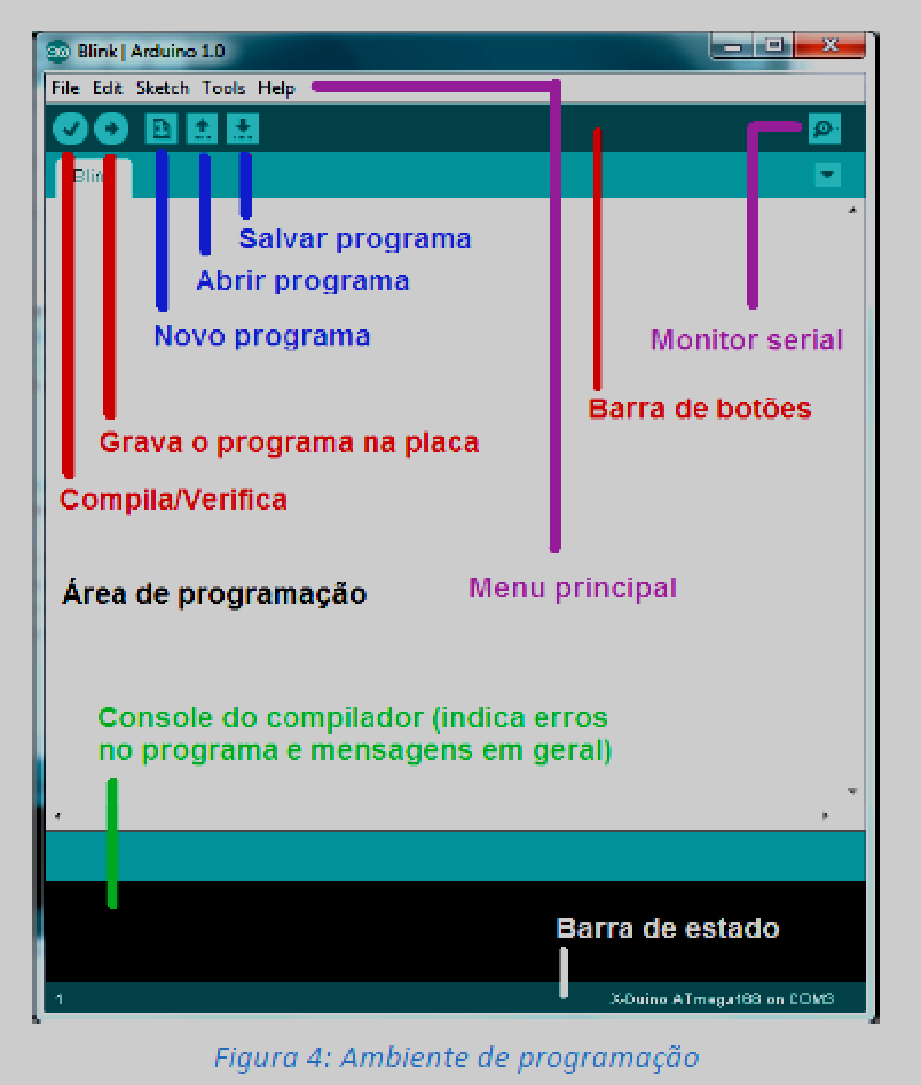 Blink | Arduino 1.0
File Edit Sketch Tools Help
Blin
Salvar programa
Abrir programa
Novo programa
Monitor serial
Barra de botões
Grava o programa na placa
Compila/Verifica
Área de programação
Menu principal
Console do compilador (indica erros
no programa e mensagens em geral)
Barra de estado
1
X-Duino ATmega168 on COM3
Figura 4: Ambiente de programação